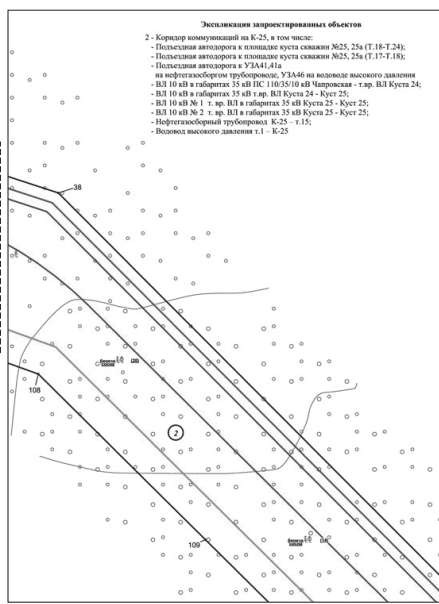 Экспликация запроектированных объектов
2 - Коридор коммуникаций на К-25, в том числе:
- Подъездная автодорога к площадке куста скважин №25, 25а (Т.18-Т.24);
- Подъездная автодорога к площадке куста скважин №25, 25а (Т.17-Т.18);
- Подъездная автодорога к УЗА41,41а
на нефтегазосборгом трубопроводе, УЗА46 на водоводе высокого давления
- ВЛ 10 кВ в габаритах 35 кВ ПС 110/35/10 кВ Чапровская - т.вр. ВЛ Куста 24;
- ВЛ 10 кВ в габаритах 35 кВ т.вр. ВЛ Куста 24 - Куст 25;
- ВЛ 10 кВ № 1 т. вр. ВЛ в габаритах 35 кВ Куста 25 - Куст 25;
- ВЛ 10 кВ № 2 т. вр. ВЛ в габаритах 35 кВ Куста 25 - Куст 25;
- Нефтегазосборный трубопровод К-25 – т.15;
- Водовод высокого давления т.1 – К-25
38
108
2
109